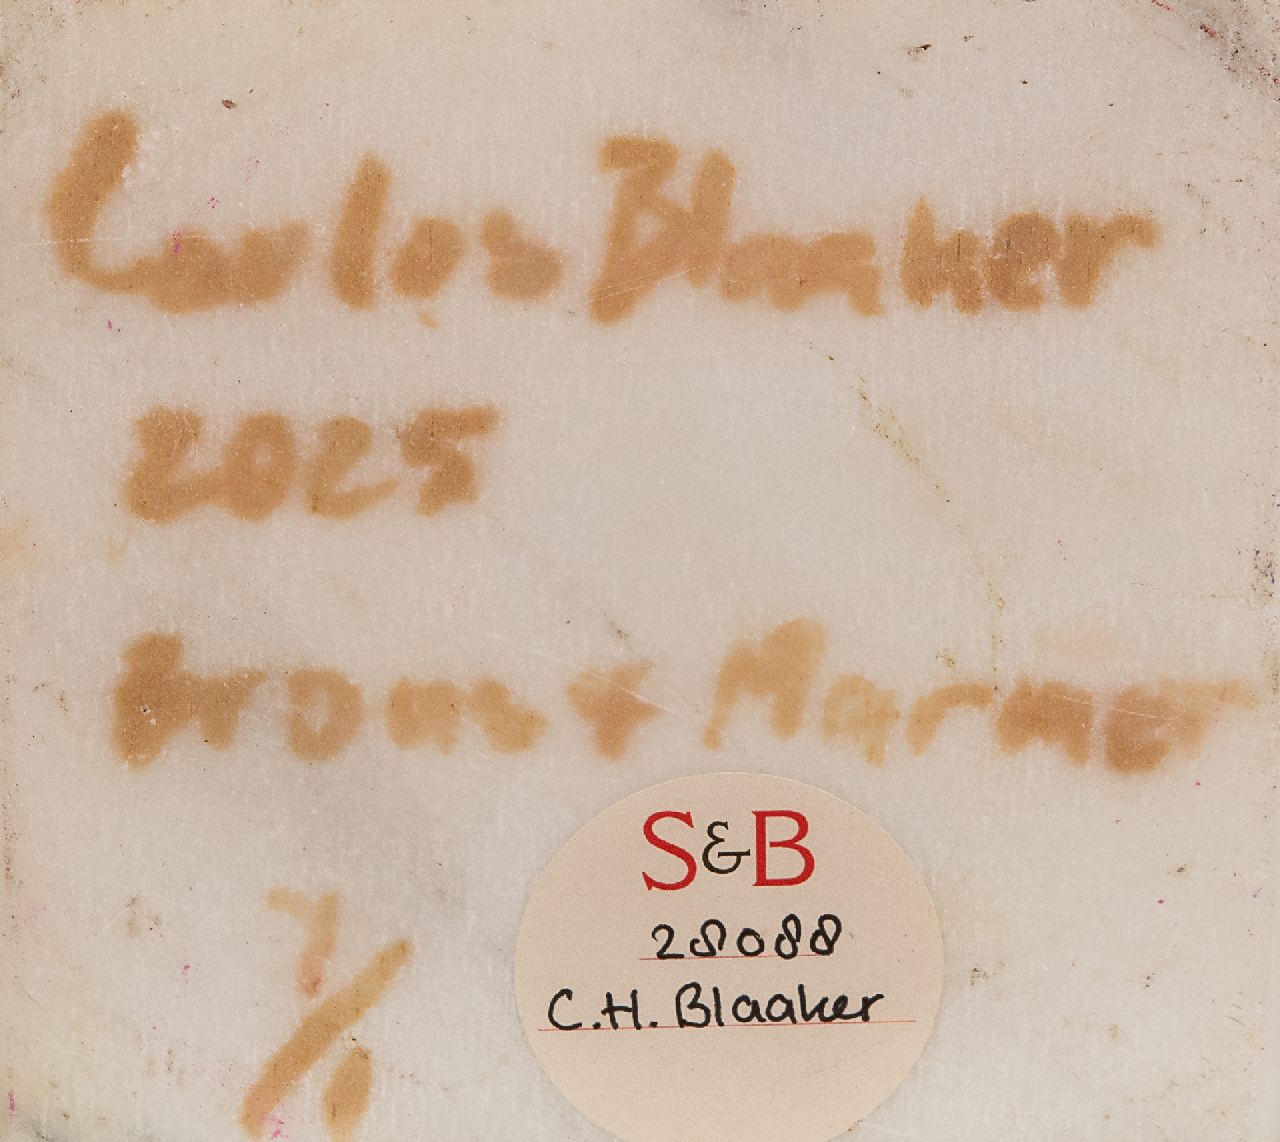 Carlos Blaaker
2025
Brons + Marmer
1/1
S&B
28088
C.H. Blaaker